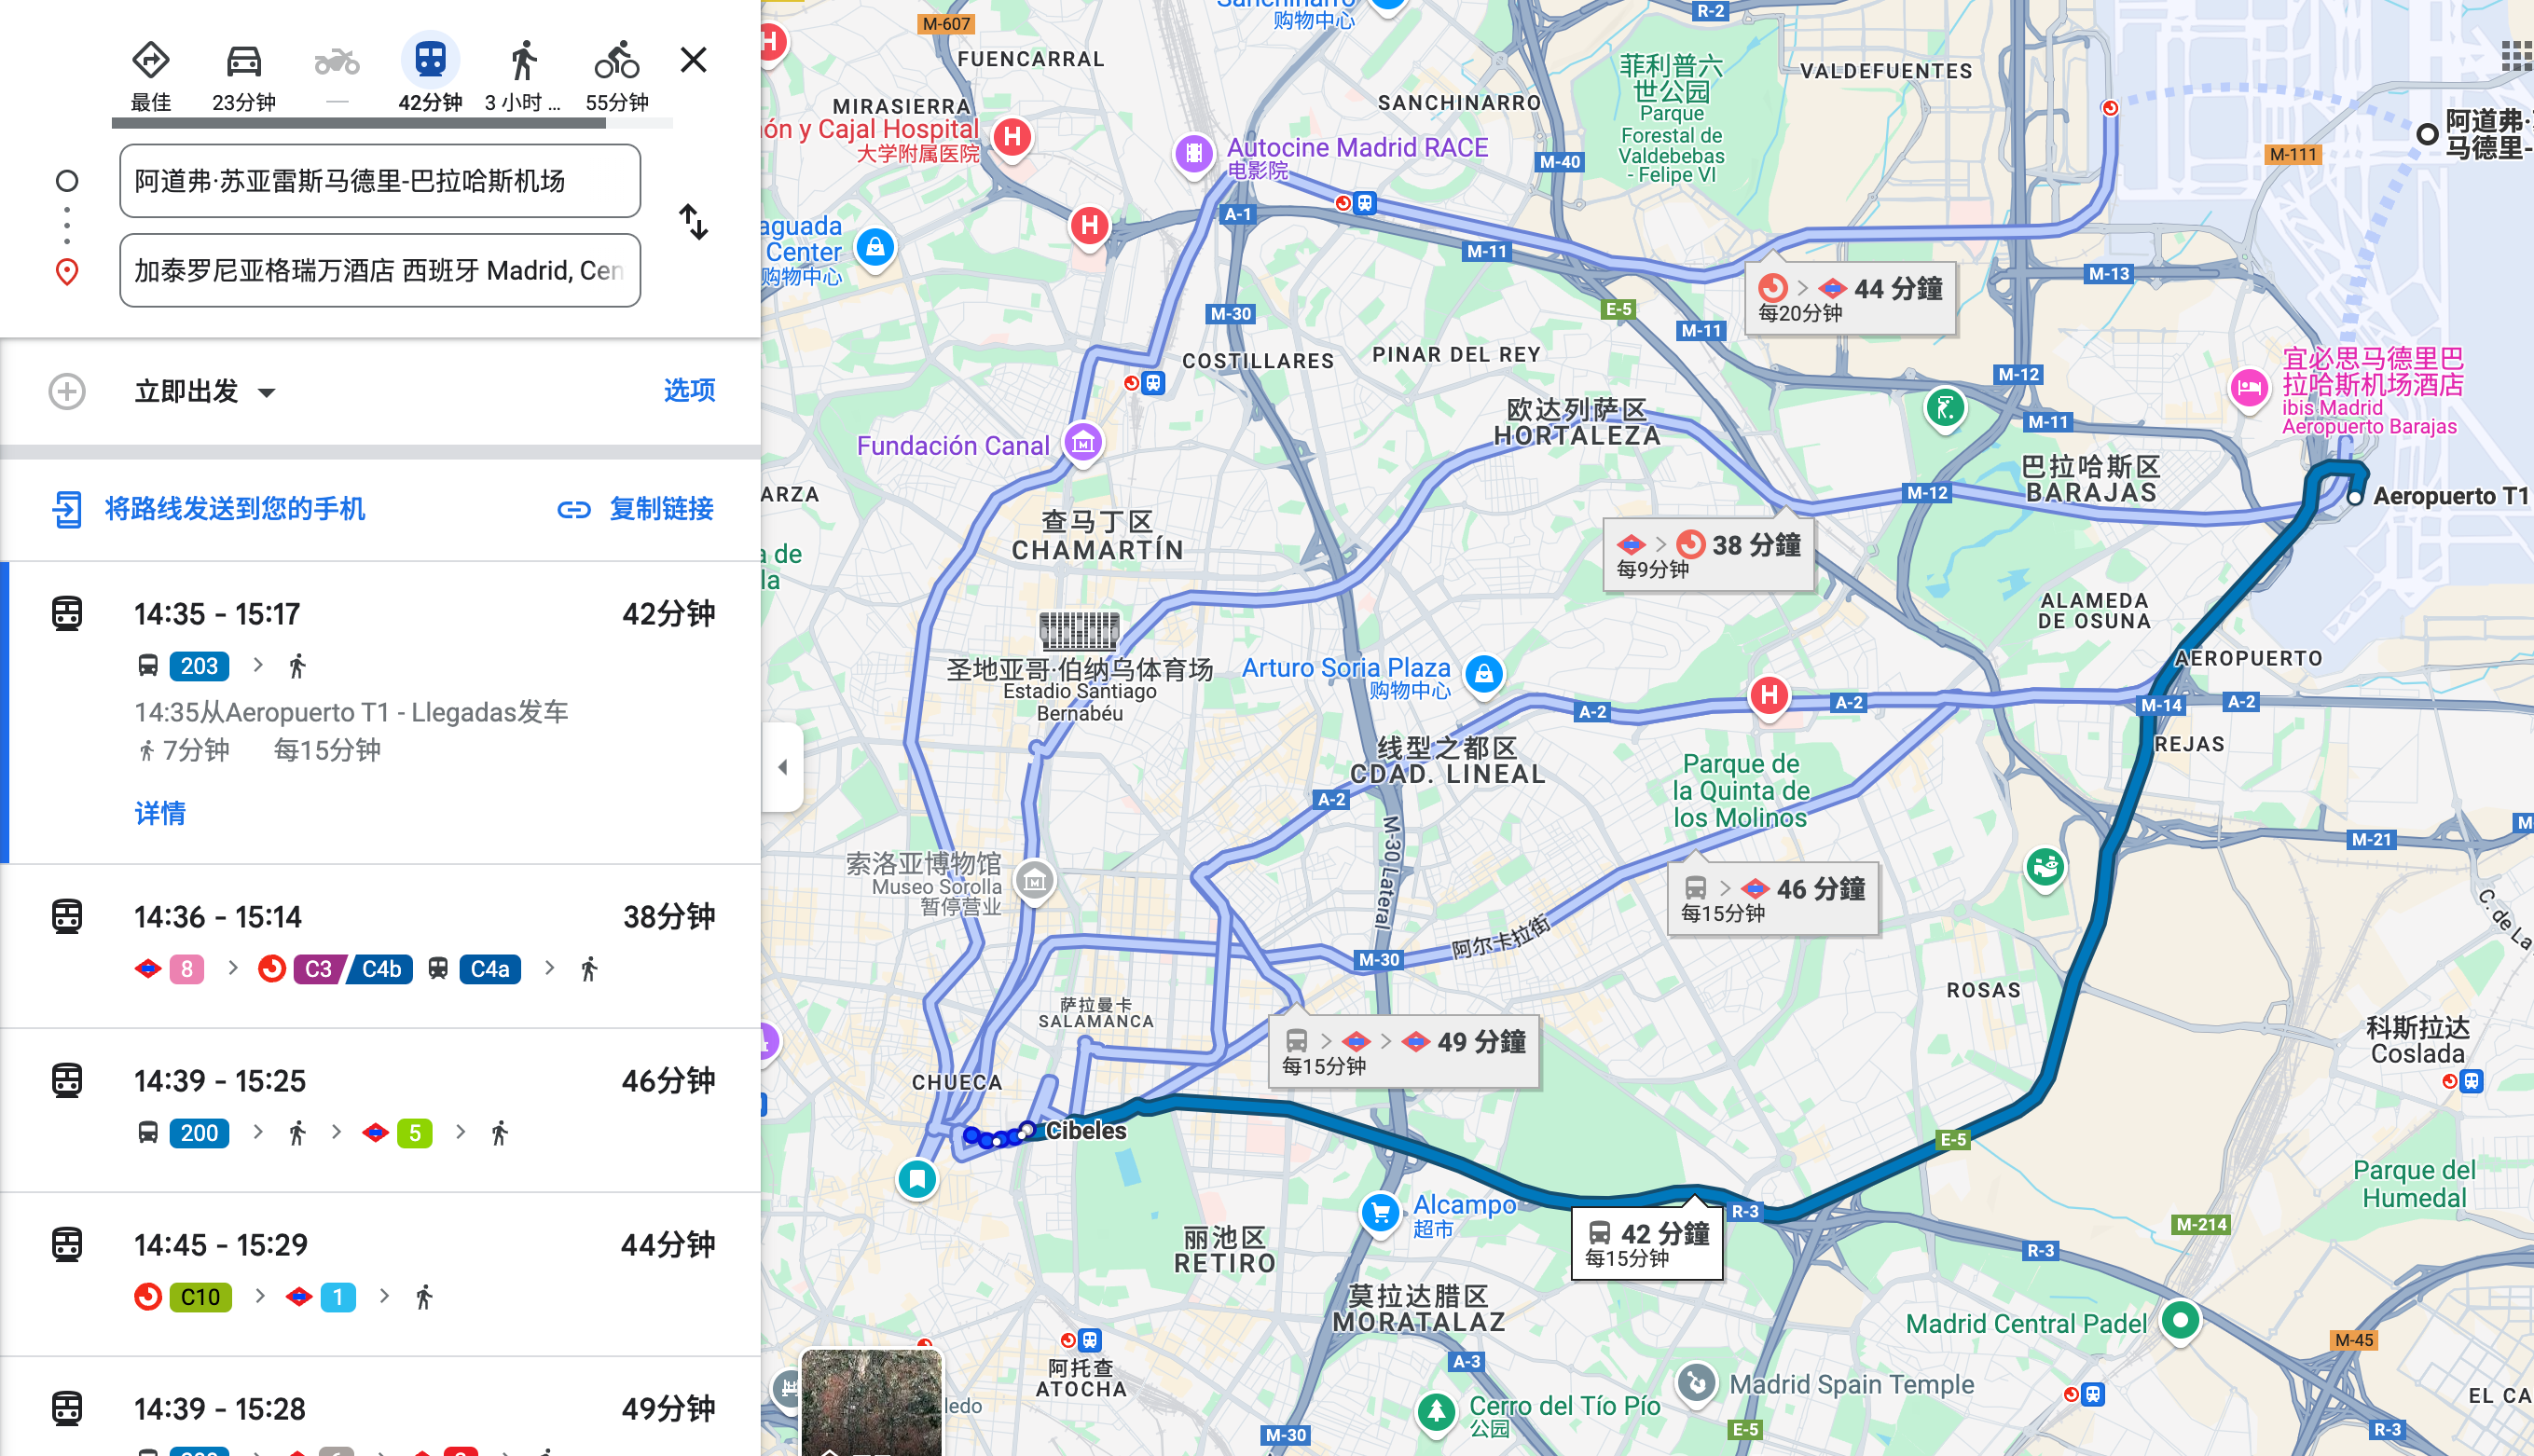 最佳
23分钟
—
42分钟
3 小时 ...
55分钟
阿道弗·苏亚雷斯马德里-巴拉哈斯机场
加泰罗尼亚格瑞万酒店 西班牙 Madrid, Cen
立即出发
选项
将路线发送到您的手机
复制链接
14:35 - 15:17
42分钟
203
14:35从Aeropuerto T1 - Llegadas发车
7分钟 每15分钟
详情
14:36 - 15:14
38分钟
8 C3 C4b C4a
14:39 - 15:25
46分钟
200 5
14:45 - 15:29
44分钟
C10 1
14:39 - 15:28
49分钟
M-607
FUENCARRAL
购物中心
R-2
菲利普六
世公园
Parque
Forestal de
Valdebebas
- Felipe VI
VALDEFUENTES
MIRASIERRA
SANCHINARRO
ón y Cajal Hospital
大学附属医院
Autocine Madrid RACE
电影院
M-40
M-111
阿道弗·
马德里-
aguada
Center
购物中心
A-1
M-11
M-13
44 分鐘
每20分钟
M-30
E-5
M-11
COSTILLARES
PINAR DEL REY
M-12
宜必思马德里巴
拉哈斯机场酒店
ibis Madrid
Aeropuerto Barajas
欧达列萨区
HORTALEZA
M-11
Fundación Canal
巴拉哈斯区
BARAJAS
M-12
Aeropuerto T1
ARZA
查马丁区
CHAMARTÍN
38 分鐘
每9分钟
a de
la
ALAMEDA
DE OSUNA
圣地亚哥·伯纳乌体育场
Estadio Santiago
Bernabéu
Arturo Soria Plaza
购物中心
AEROPUERTO
A-2
A-2
M-14
A-2
REJAS
线型之都区
CDAD. LINEAL
Parque de
la Quinta de
los Molinos
A-2
M-30 Lateral
M-21
索洛亚博物馆
Museo Sorolla
暂停营业
46 分鐘
每15分钟
C. de La
阿尔卡拉街
M-30
ROSAS
萨拉曼卡
SALAMANCA
49 分鐘
每15分钟
科斯拉达
Coslada
CHUECA
Cibeles
E-5
Parque del
Humedal
Alcampo
超市
R-3
42 分鐘
每15分钟
M-214
R-3
丽池区
RETIRO
莫拉达腊区
MORATALAZ
Madrid Central Padel
M-45
阿托查
ATOCHA
A-3
Madrid Spain Temple
ledo
Cerro del Tío Pío
公园
EL CA
M-30
E-5
R-3